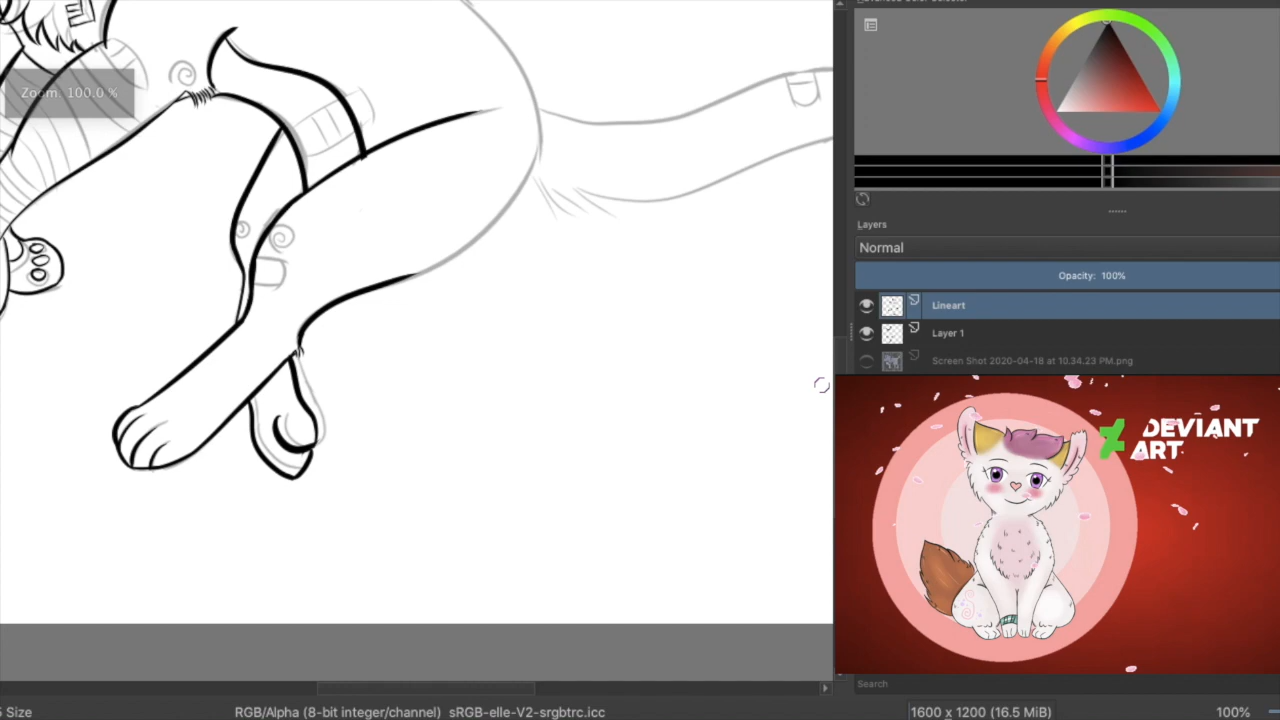 Zoom: 100.0 %
Layers
Normal
Opacity: 100%
Lineart
Layer 1
Screen Shot 2020-04-18 at 10.34.23 PM.png
DEVIANT
ART
Search
Size
RGB/Alpha (8-bit integer/channel) sRGB-elle-V2-srgbtrc.icc
1600 x 1200 (16.5 MiB)
100%